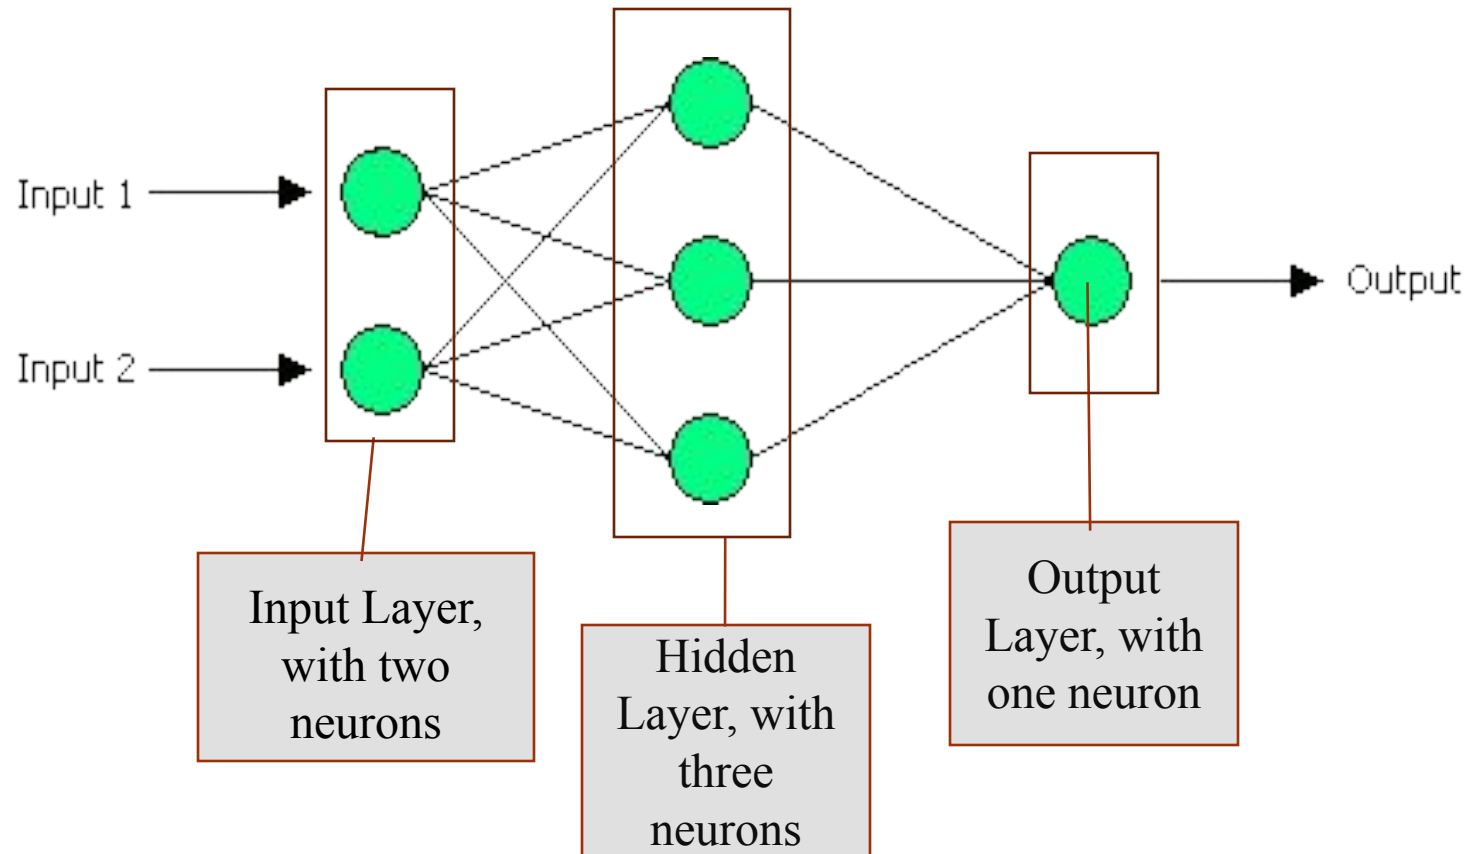 Input 1
Input 2
Output
Input Layer,
with two
neurons
Hidden
Layer, with
three
neurons
Output
Layer, with
one neuron